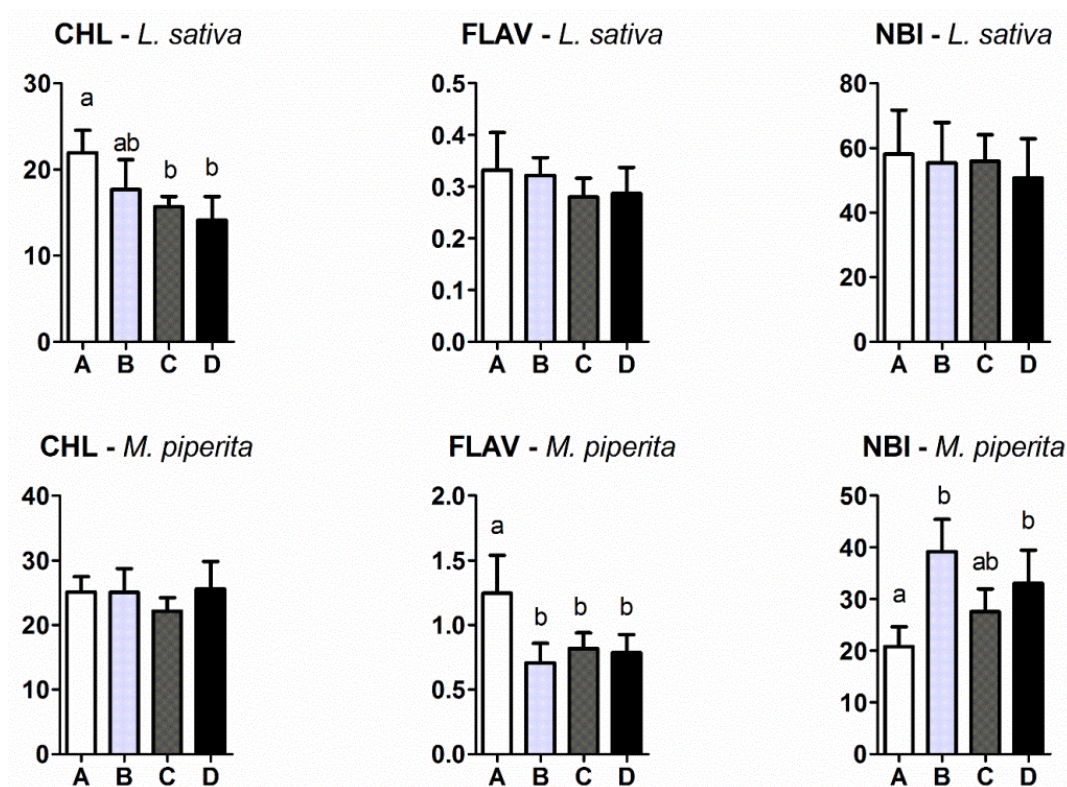 CHL - L. sativa
30
20
10
0
a
ab
b
b
A B C D
FLAV - L. sativa
0.5
0.4
0.3
0.2
0.1
0.0
A B C D
NBI - L. sativa
80
60
40
20
0
A B C D
CHL - M. piperita
40
30
20
10
0
A B C D
FLAV - M. piperita
2.0
1.5
1.0
0.5
0.0
a
b
b
b
A B C D
NBI - M. piperita
50
40
30
20
10
0
a
b
ab
b
A B C D